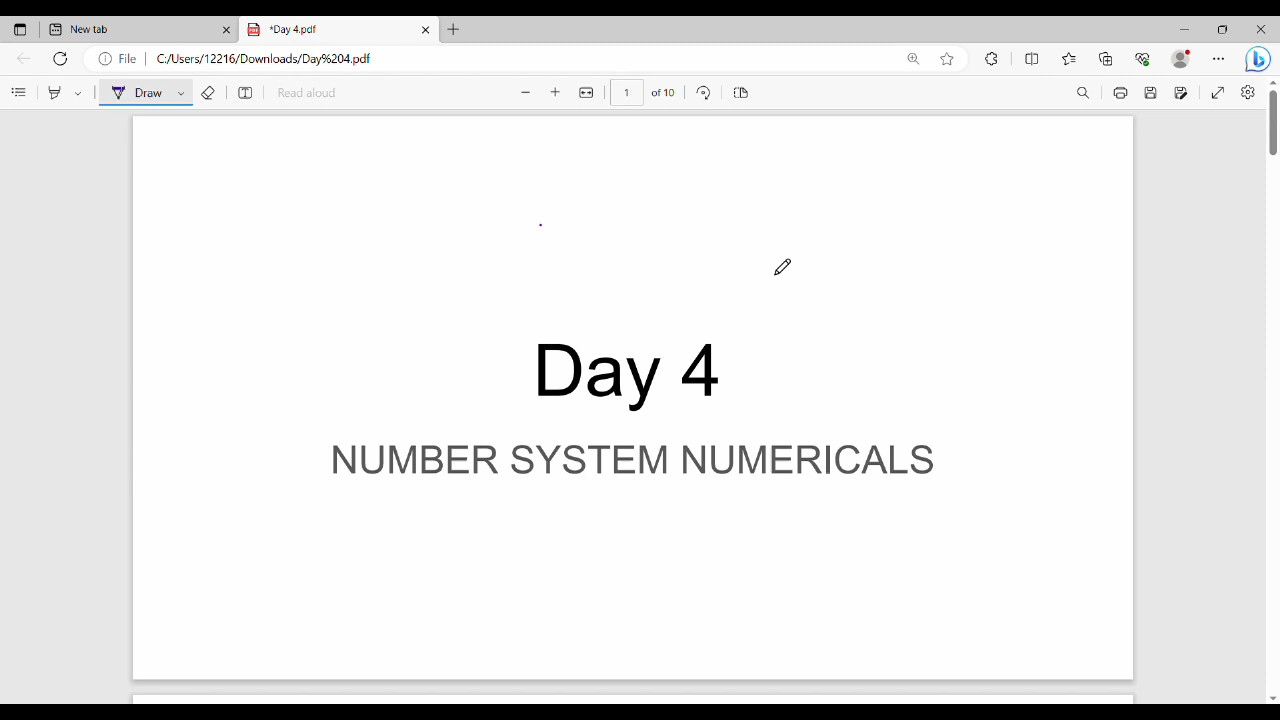 New tab
*Day 4.pdf
File
C:/Users/12216/Downloads/Day%204.pdf
Draw
Read aloud
1
of 10
Day 4
NUMBER SYSTEM NUMERICALS